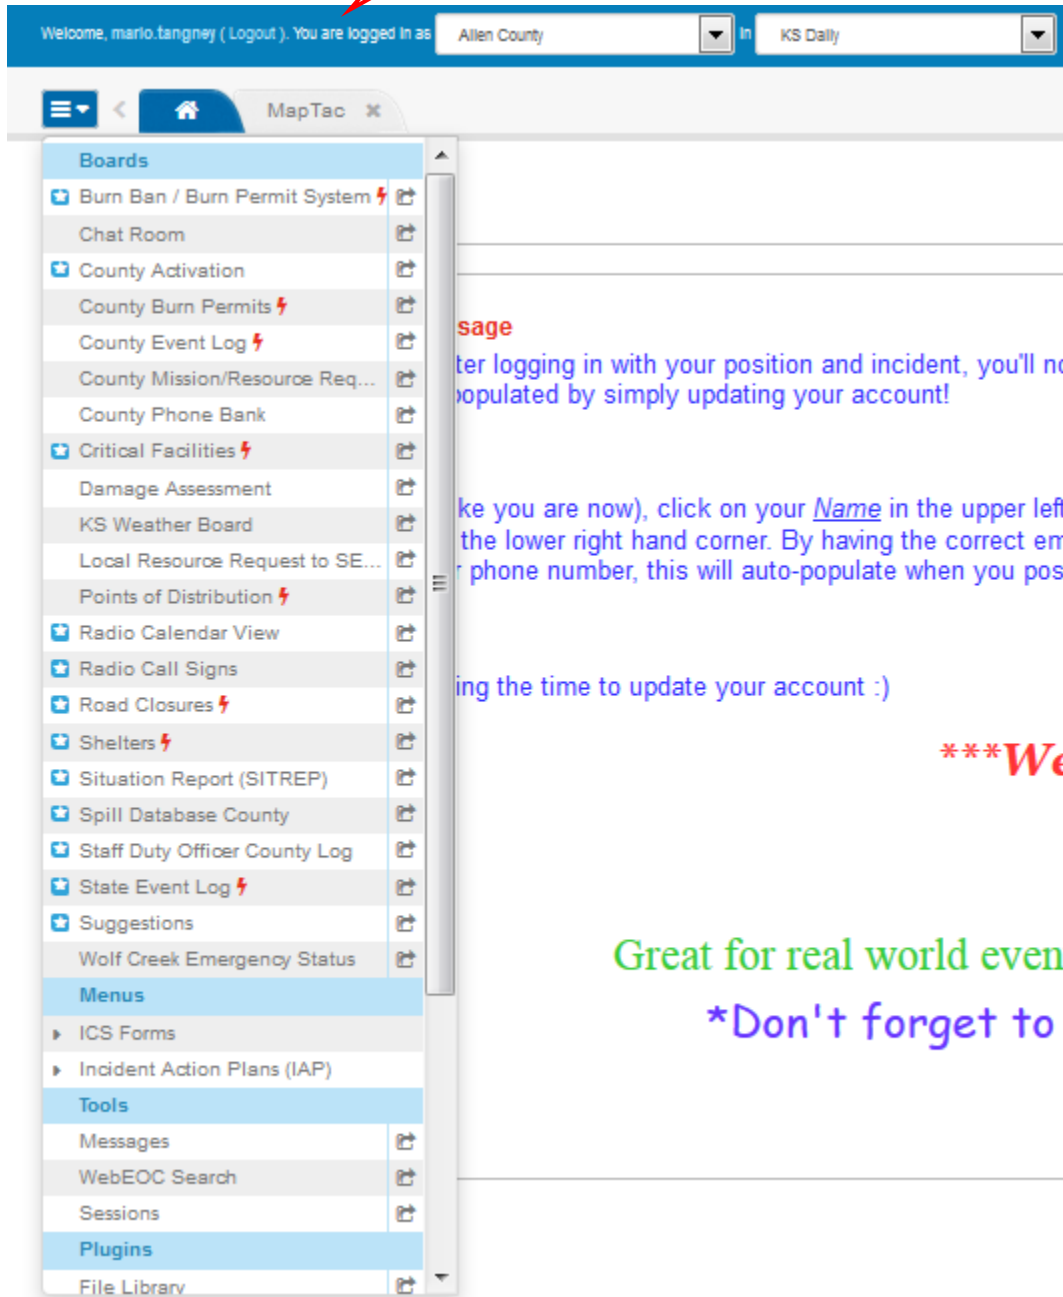 Welcome, marlo.tangney ( Logout ). You are logged in as Allen County in KS Daily
MapTac
Boards
Burn Ban / Burn Permit System
Chat Room
County Activation
County Burn Permits
County Event Log
County Mission/Resource Req...
County Phone Bank
Critical Facilities
Damage Assessment
KS Weather Board
Local Resource Request to SE...
Points of Distribution
Radio Calendar View
Radio Call Signs
Road Closures
Shelters
Situation Report (SITREP)
Spill Database County
Staff Duty Officer County Log
State Event Log
Suggestions
Wolf Creek Emergency Status
Menus
ICS Forms
Incident Action Plans (IAP)
Tools
Messages
WebEOC Search
Sessions
Plugins
File Library
sage
ter logging in with your position and incident, you'll no
populated by simply updating your account!
ke you are now), click on your Name in the upper left
the lower right hand corner. By having the correct em
r phone number, this will auto-populate when you pos
ing the time to update your account :)
***We
Great for real world even
*Don't forget to